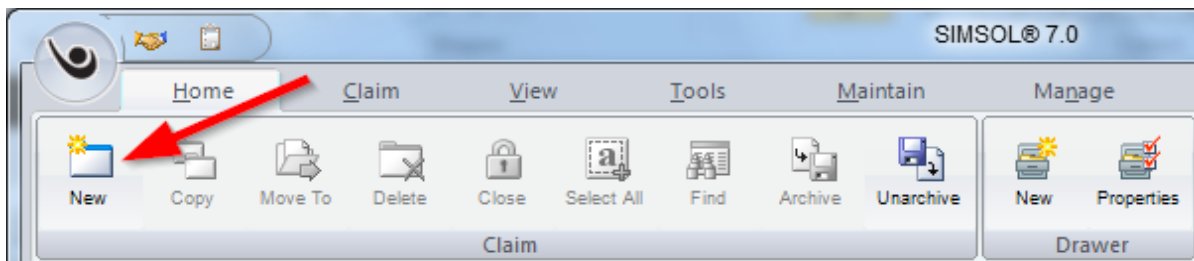 SIMSOL® 7.0
Home Claim View Tools Maintain Manage
New Copy Move To Delete Close Select All Find Archive Unarchive New Properties
Claim Drawer